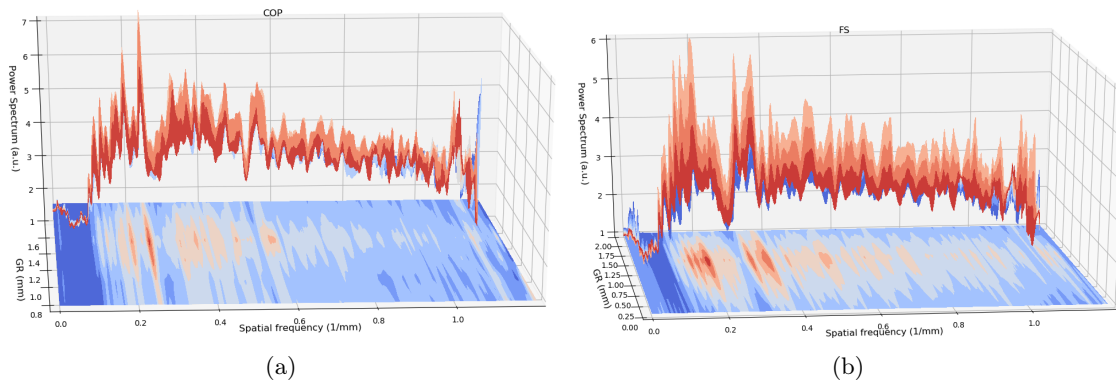 COP
7
6
5
4
3
2
1
Power Spectrum (a.u.)
1.6
1.4
1.2
1.0
0.8
GR (mm)
0.0 0.2 0.4 0.6 0.8 1.0
Spatial frequency (1/mm)
(a)
FS
6
5
4
3
2
1
Power Spectrum (a.u.)
2.00
1.75
1.50
1.25
1.00
0.75
0.50
0.25
0.00
GR (mm)
0.0 0.2 0.4 0.6 0.8 1.0
Spatial frequency (1/mm)
(b)